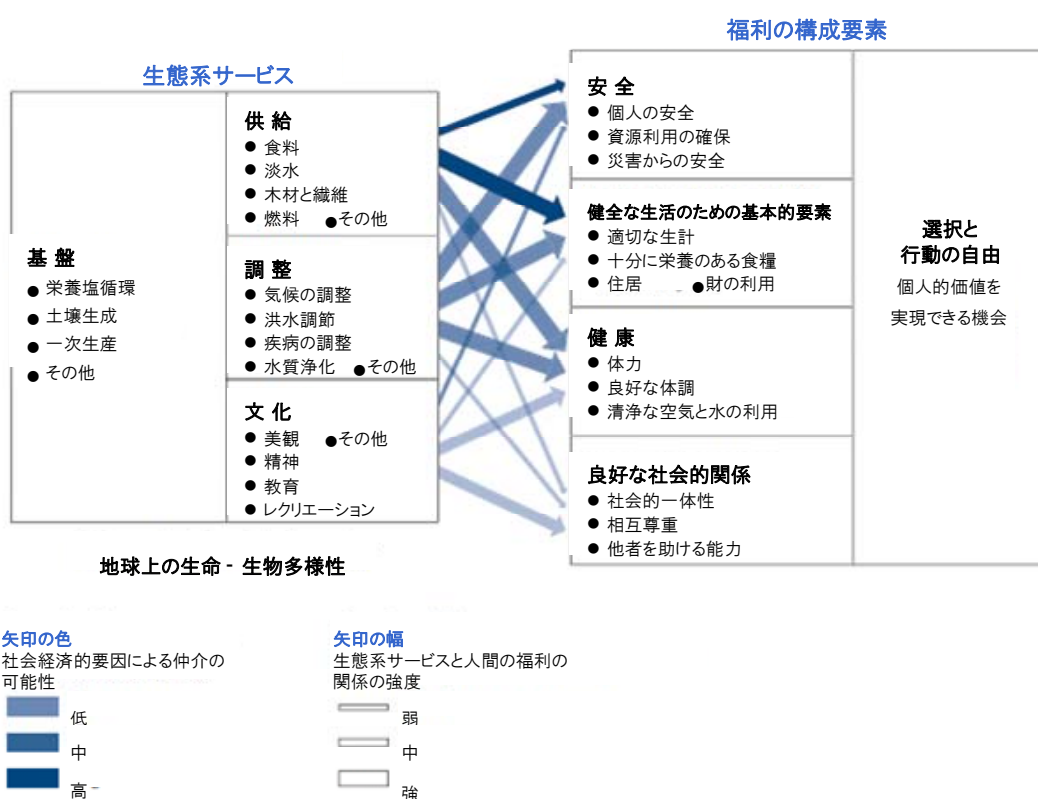 生態系サービス
基 盤
● 栄養塩循環
● 土壌生成
● 一次生産
● その他
供 給
● 食料
● 淡水
● 木材と繊維
● 燃料 ●その他
調 整
● 気候の調整
● 洪水調節
● 疾病の調整
● 水質浄化 ●その他
文 化
● 美観 ●その他
● 精神
● 教育
● レクリエーション
地球上の生命 - 生物多様性
福利の構成要素
安 全
● 個人の安全
● 資源利用の確保
● 災害からの安全
健全な生活のための基本的要素
● 適切な生計
● 十分に栄養のある食糧
● 住居 ●財の利用
健 康
● 体力
● 良好な体調
● 清浄な空気と水の利用
良好な社会的関係
● 社会的一体性
● 相互尊重
● 他者を助ける能力
選択と
行動の自由
個人的価値を
実現できる機会
矢印の色
社会経済的要因による仲介の
可能性
低
中
高
矢印の幅
生態系サービスと人間の福利の
関係の強度
弱
中
強